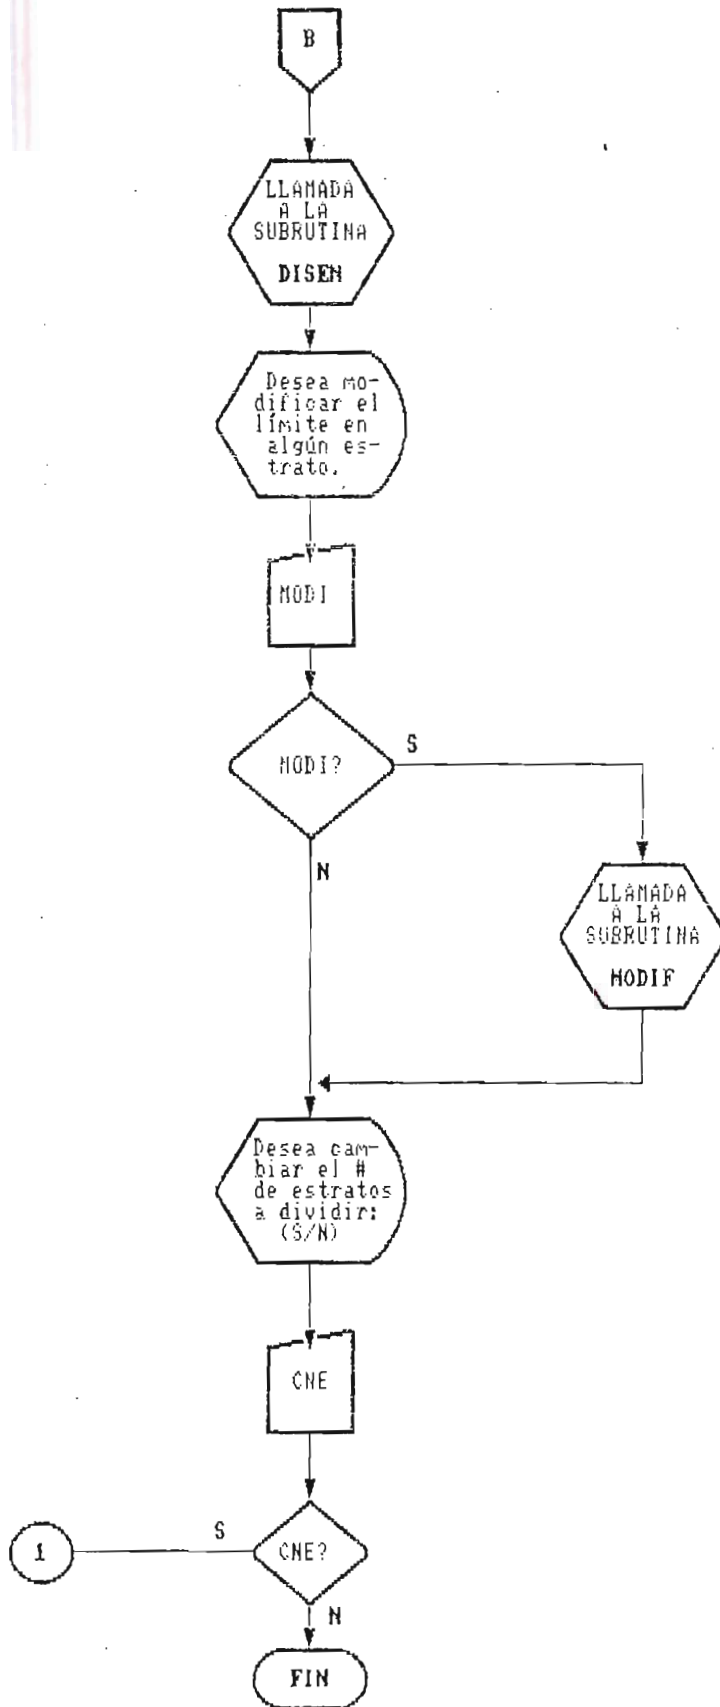 B
LLAMADA
A LA
SUBRUTINA
DISEN
Desea mo-
dificar el
límite en
algún es-
trato.
MODI
MODI?
S
N
LLAMADA
A LA
SUBRUTINA
MODIF
Desea cam-
biar el #
de estratos
a dividir:
(S/N)
CNE
CNE?
S
1
N
FIN